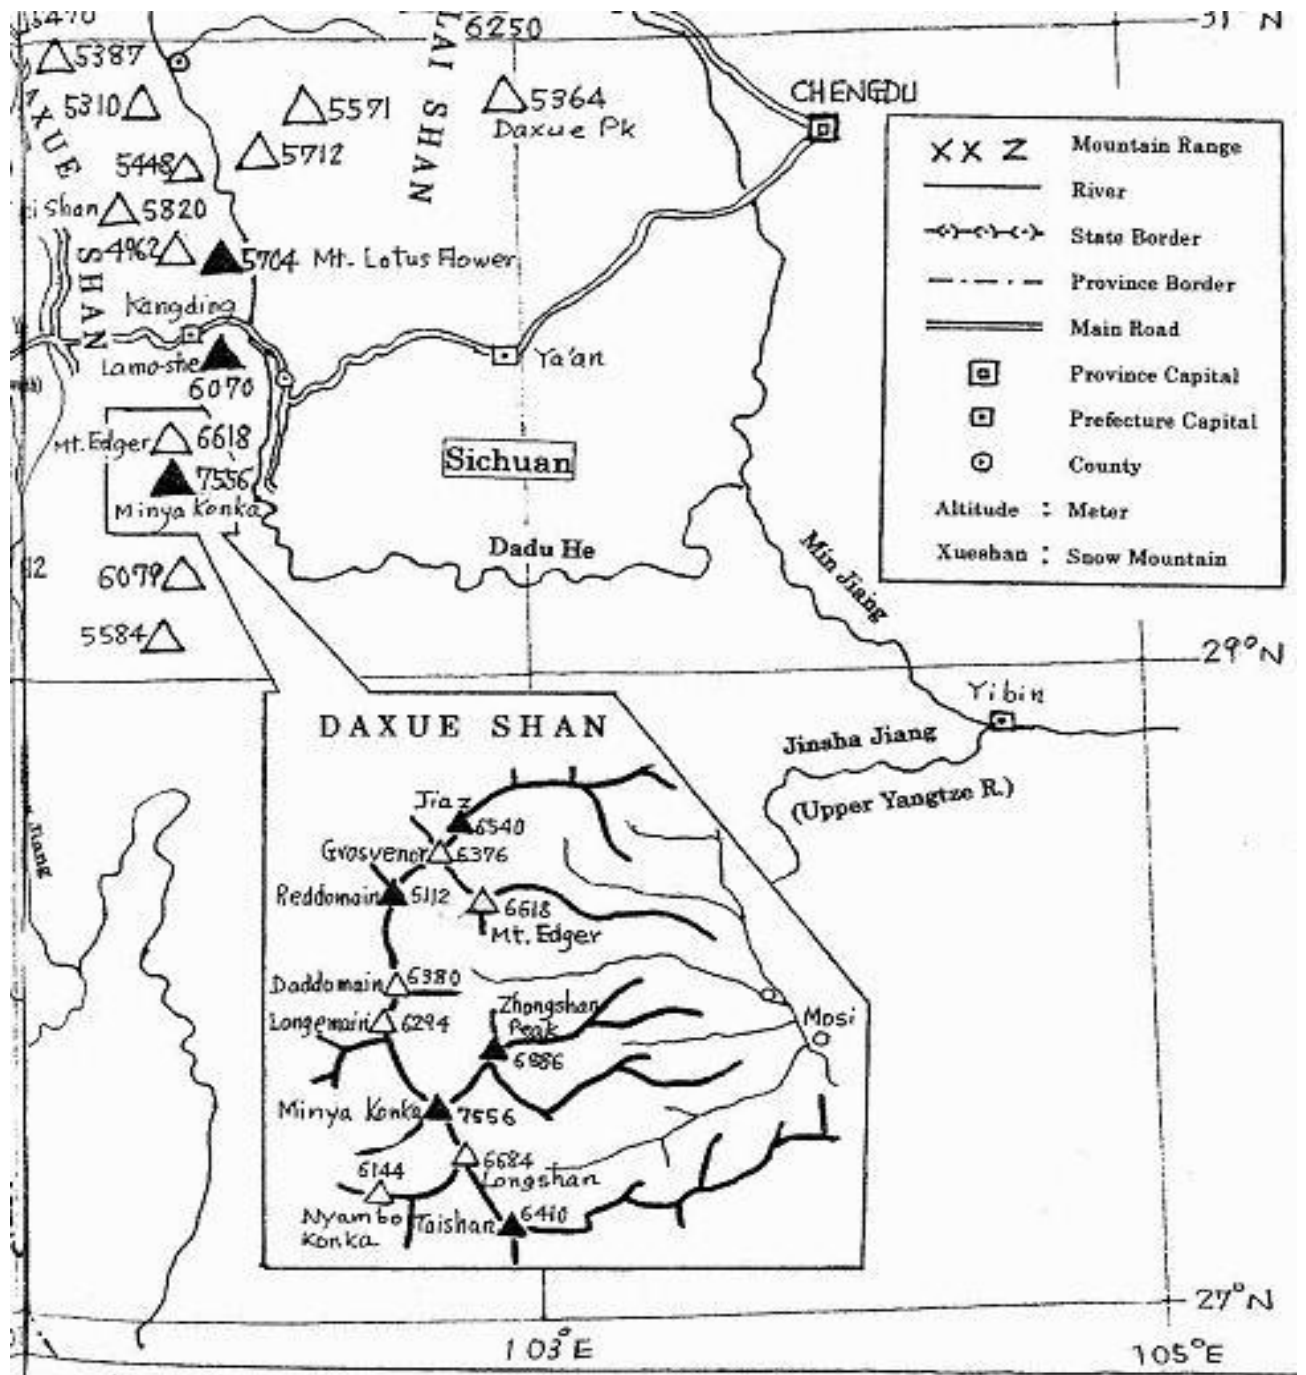 31° N
6250
5387
5310
5571
5364
Daxue Pk
CHENGDU
LAI SHAN
5448
5712
5820
4962
5704 Mt. Lotus Flower
SHAN
Kangding
Lamo-she
6070
Ya'an
Mt. Edger
6618
7556
Minya Konka
Sichuan
Dadu He
Min Jiang
6079
5584
29°N
Yibin
Jinsha Jiang
(Upper Yangtze R.)
Jiang
X X Z Mountain Range
River
State Border
Province Border
Main Road
Province Capital
Prefecture Capital
County
Altitude : Meter
Xueshan : Snow Mountain
DAXUE SHAN
Jiaz
6540
Grosvenor
6376
Reddomain
5112
6618
Mt. Edger
Daddomain
6380
Longemain
6294
Zhongshan
Peak
6886
Mosi
Minya Konka
7556
6144
6684
Longshan
Nyambo
Konka
Taishan
6410
27°N
103°E
105°E